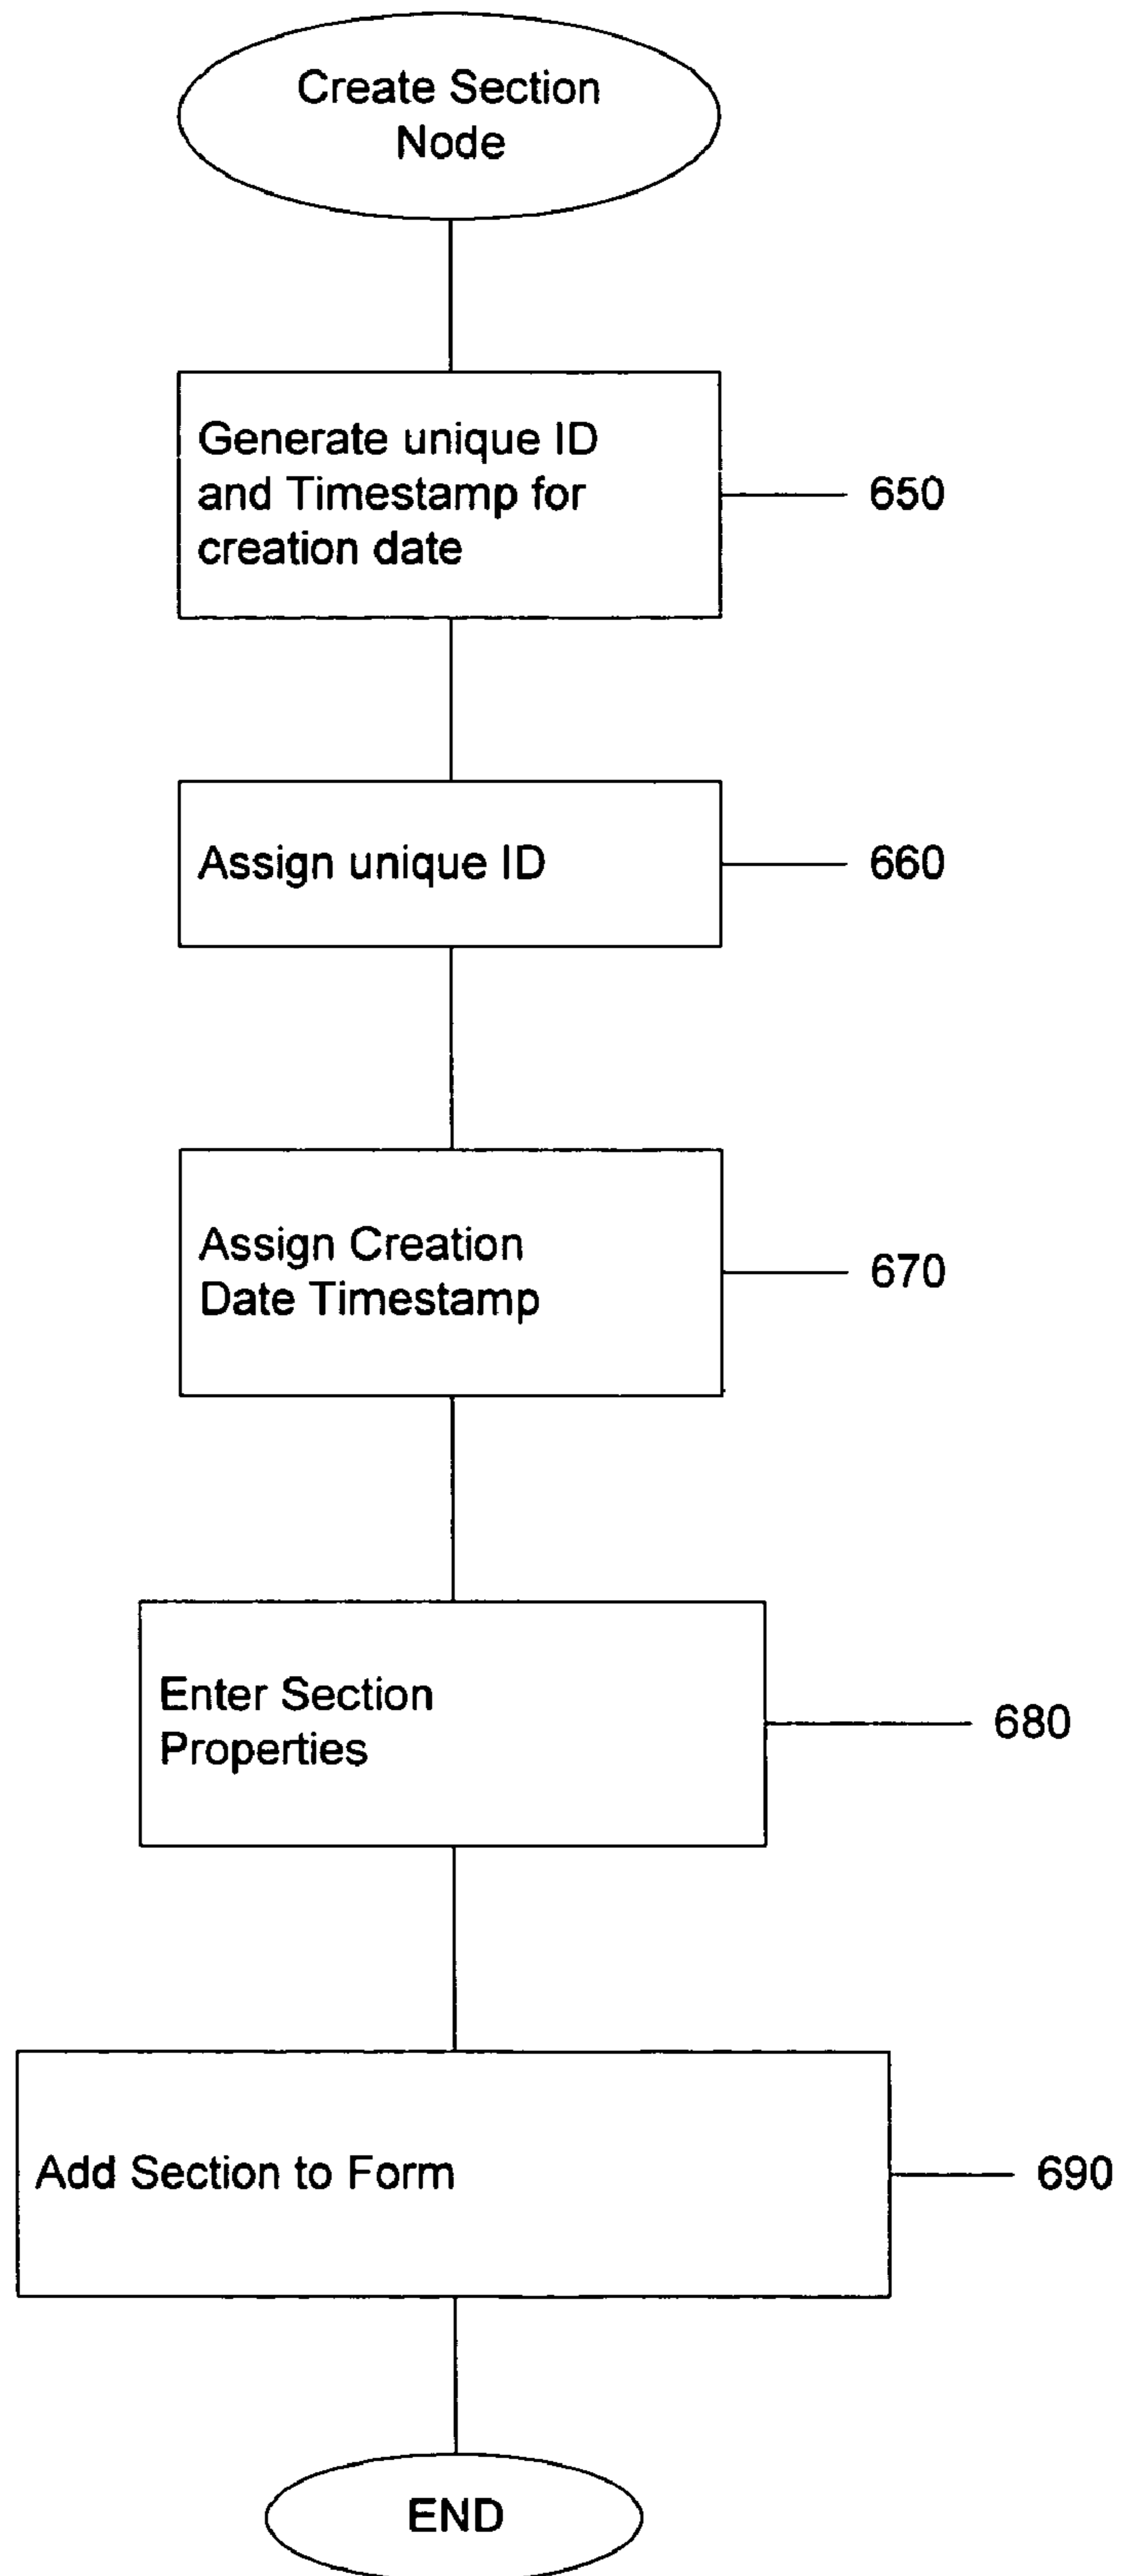 Create Section
Node
Generate unique ID
and Timestamp for
creation date
650
Assign unique ID
660
Assign Creation
Date Timestamp
670
Enter Section
Properties
680
Add Section to Form
690
END